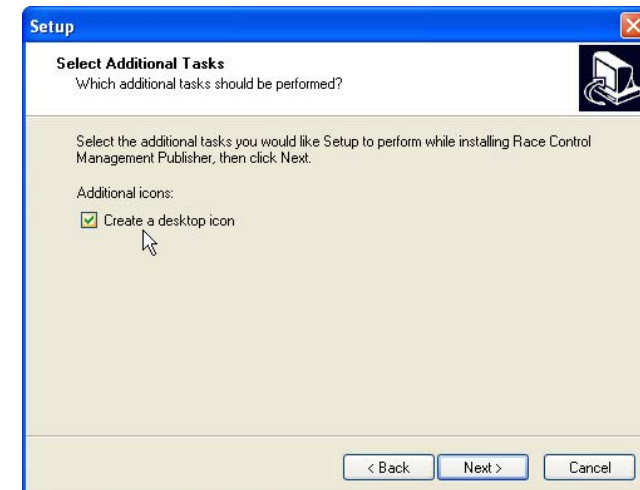 Setup
Select Additional Tasks
Which additional tasks should be performed?
Select the additional tasks you would like Setup to perform while installing Race Control
Management Publisher, then click Next.
Additional icons:
Create a desktop icon
< Back Next > Cancel